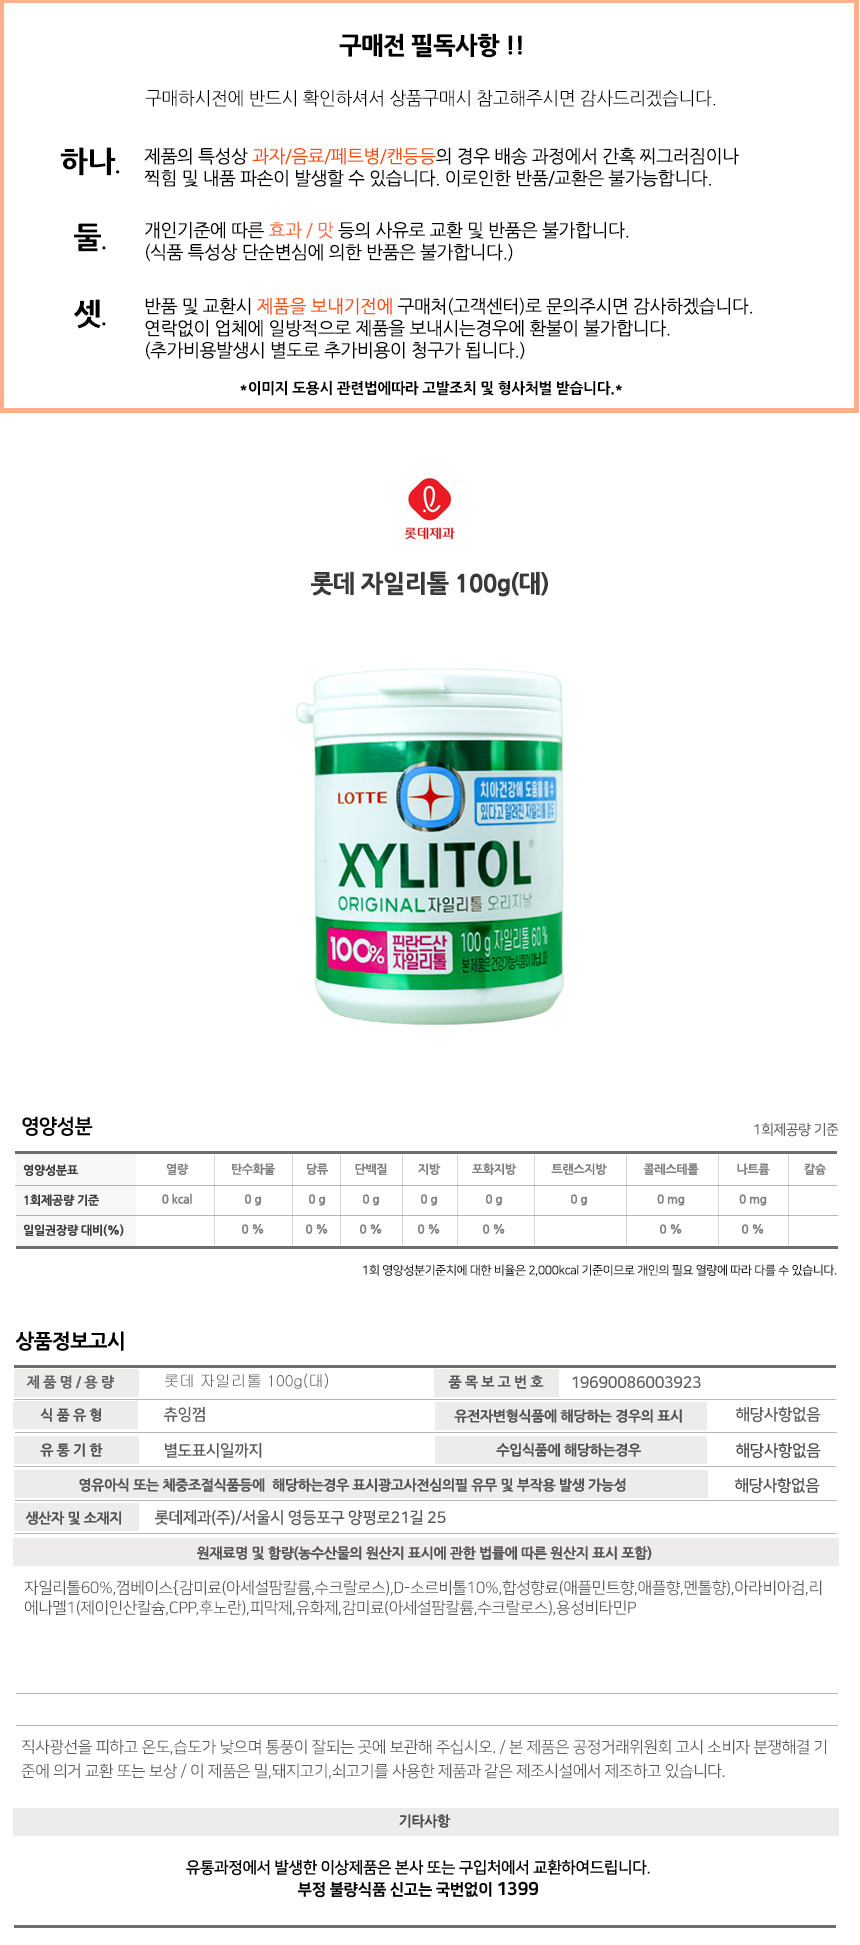 구매전 필독사항 !!
구매하시전에 반드시 확인하셔서 상품구매시 참고해주시면 감사드리겠습니다.
하나. 제품의 특성상 과자/음료/페트병/캔등등의 경우 배송 과정에서 간혹 찌그러짐이나
찍힘 및 내품 파손이 발생할 수 있습니다. 이로인한 반품/교환은 불가능합니다.
둘. 개인기준에 따른 효과 / 맛 등의 사유로 교환 및 반품은 불가합니다.
(식품 특성상 단순변심에 의한 반품은 불가합니다.)
셋. 반품 및 교환시 제품을 보내기전에 구매처(고객센터)로 문의주시면 감사하겠습니다.
연락없이 업체에 일방적으로 제품을 보내시는경우에 환불이 불가합니다.
(추가비용발생시 별도로 추가비용이 청구가 됩니다.)
*이미지 도용시 관련법에따라 고발조치 및 형사처벌 받습니다.*
롯데제과
롯데 자일리톨 100g(대)
LOTTE
치아건강에 도움을 줄 수
있다고 알려진 자일리톨 함유
XYLITOL
ORIGINAL 자일리톨 오리지날
100% 핀란드산
자일리톨
100 g 자일리톨 60 %
본 제품은 건강기능식품이 아닙니다
영양성분
1회제공량 기준
영양성분표 열량 탄수화물 당류 단백질 지방 포화지방 트랜스지방 콜레스테롤 나트륨 칼슘
1회제공량 기준 0 kcal 0 g 0 g 0 g 0 g 0 g 0 g 0 mg 0 mg
일일권장량 대비(%) 0 % 0 % 0 % 0 % 0 % 0 % 0 %
1회 영양성분기준치에 대한 비율은 2,000kcal 기준이므로 개인의 필요 열량에 따라 다를 수 있습니다.
상품정보고시
제 품 명 / 용 량 롯데 자일리톨 100g(대) 품 목 보 고 번 호 19690086003923
식 품 유 형 츄잉껌 유전자변형식품에 해당하는 경우의 표시 해당사항없음
유 통 기 한 별도표시일까지 수입식품에 해당하는경우 해당사항없음
영유아식 또는 체중조절식품등에 해당하는경우 표시광고사전심의필 유무 및 부작용 발생 가능성 해당사항없음
생산자 및 소재지 롯데제과(주)/서울시 영등포구 양평로21길 25
원재료명 및 함량(농수산물의 원산지 표시에 관한 법률에 따른 원산지 표시 포함)
자일리톨60%,껌베이스{감미료(아세설팜칼륨,수크랄로스),D-소르비톨10%,합성향료(애플민트향,애플향,멘톨향),아라비아검,리
에나멜1(제이인산칼슘,CPP,후노란),피막제,유화제,감미료(아세설팜칼륨,수크랄로스),용성비타민P
직사광선을 피하고 온도,습도가 낮으며 통풍이 잘되는 곳에 보관해 주십시오. / 본 제품은 공정거래위원회 고시 소비자 분쟁해결 기
준에 의거 교환 또는 보상 / 이 제품은 밀,돼지고기,쇠고기를 사용한 제품과 같은 제조시설에서 제조하고 있습니다.
기타사항
유통과정에서 발생한 이상제품은 본사 또는 구입처에서 교환하여드립니다.
부정 불량식품 신고는 국번없이 1399